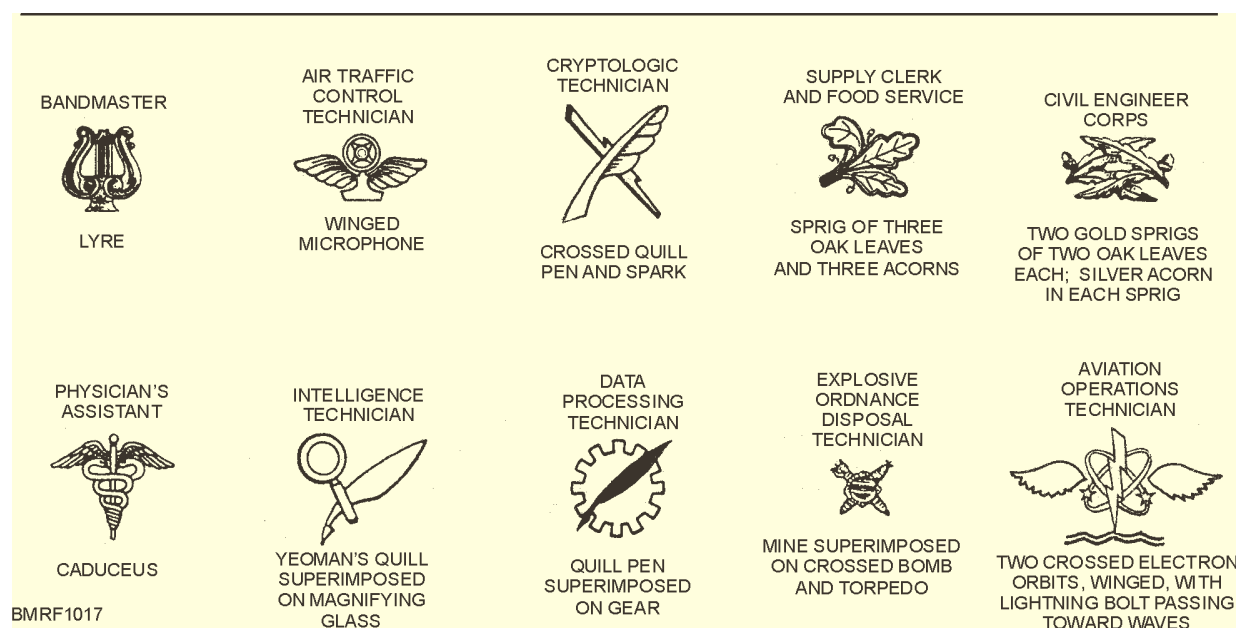 BANDMASTER
LYRE
AIR TRAFFIC
CONTROL
TECHNICIAN
WINGED
MICROPHONE
CRYPTOLOGIC
TECHNICIAN
CROSSED QUILL
PEN AND SPARK
SUPPLY CLERK
AND FOOD SERVICE
SPRIG OF THREE
OAK LEAVES
AND THREE ACORNS
CIVIL ENGINEER
CORPS
TWO GOLD SPRIGS
OF TWO OAK LEAVES
EACH; SILVER ACORN
IN EACH SPRIG
PHYSICIAN'S
ASSISTANT
CADUCEUS
INTELLIGENCE
TECHNICIAN
YEOMAN'S QUILL
SUPERIMPOSED
ON MAGNIFYING
GLASS
DATA
PROCESSING
TECHNICIAN
QUILL PEN
SUPERIMPOSED
ON GEAR
EXPLOSIVE
ORDNANCE
DISPOSAL
TECHNICIAN
MINE SUPERIMPOSED
ON CROSSED BOMB
AND TORPEDO
AVIATION
OPERATIONS
TECHNICIAN
TWO CROSSED ELECTRON
ORBITS, WINGED, WITH
LIGHTNING BOLT PASSING
TOWARD WAVES
BMRF1017